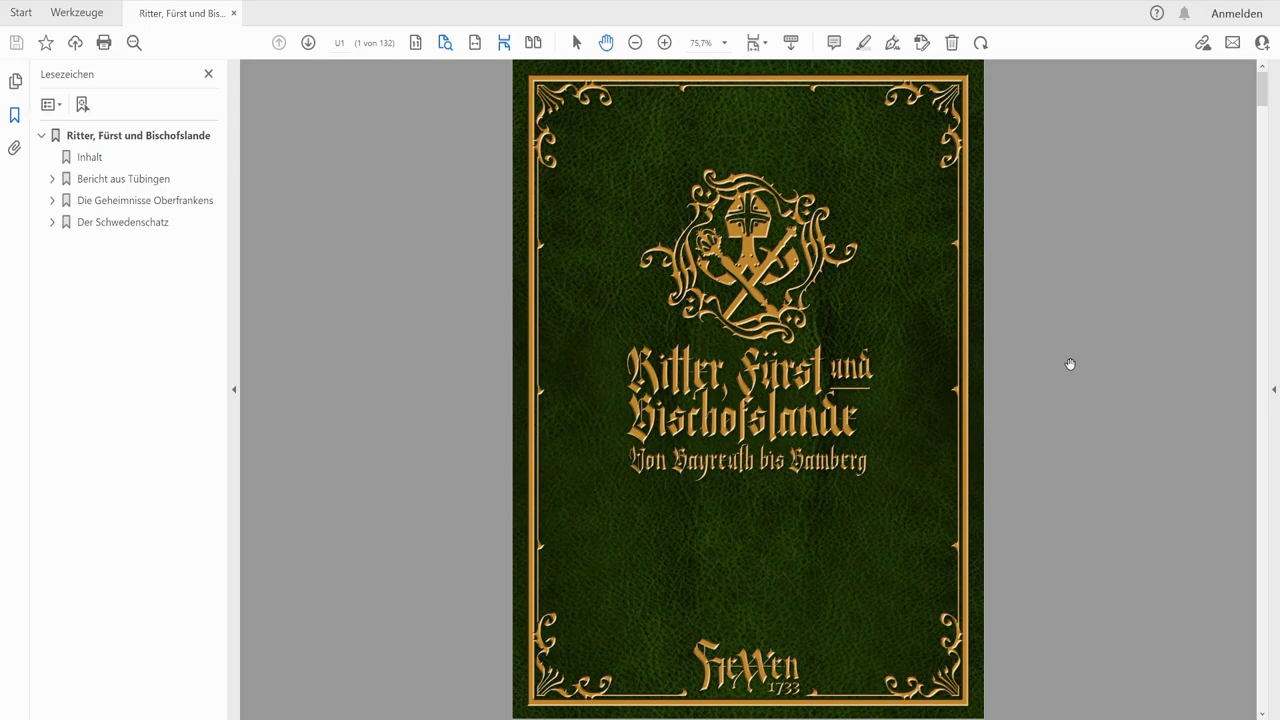 Start
Werkzeuge
Ritter, Fürst und Bis...
Anmelden
U1 (1 von 132)
75,7%
Lesezeichen
Ritter, Fürst und Bischofslande
Inhalt
Bericht aus Tübingen
Die Geheimnisse Oberfrankens
Der Schwedenschatz
Ritter, Fürst und
Bischofslande
Von Bayreuth bis Bamberg
HeXXen
1733